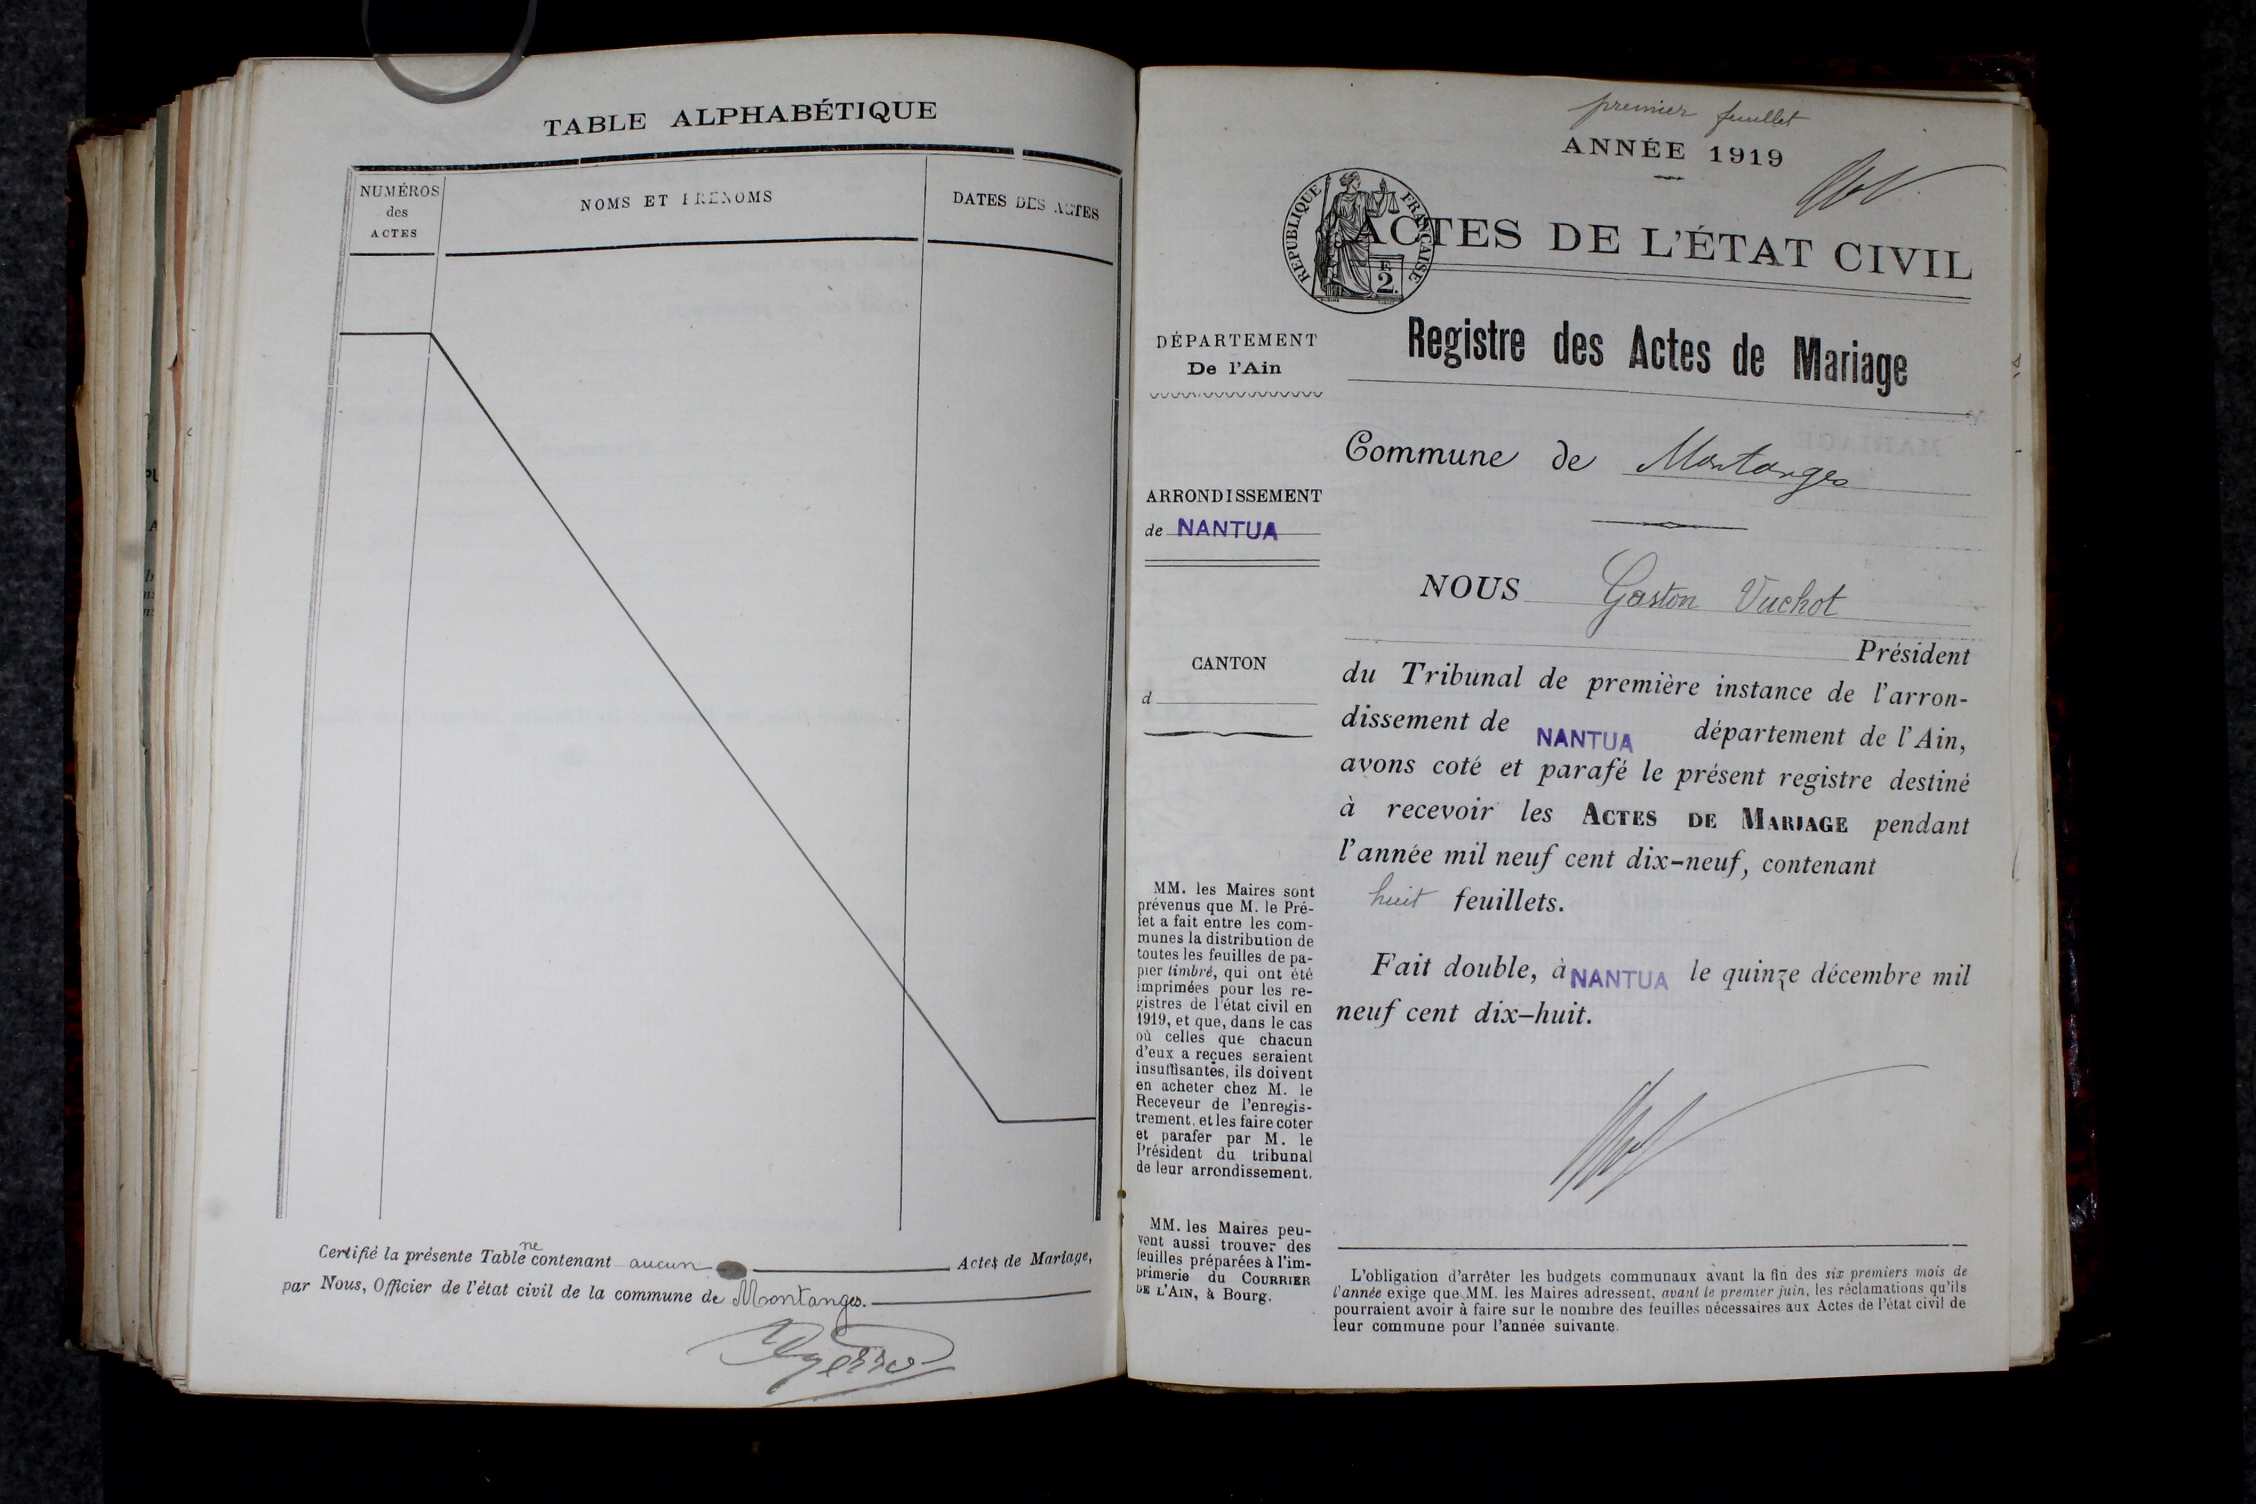 TABLE ALPHABÉTIQUE
NUMÉROS
des
ACTES
NOMS ET PRÉNOMS
DATES DES ACTES
Certifié la présente Table ne contenant aucun Actes de Mariage,
par Nous, Officier de l'état civil de la commune de Montanges.
premier feuillet
ANNÉE 1919
RÉPUBLIQUE FRANÇAISE
E
2.
ACTES DE L'ÉTAT CIVIL
DÉPARTEMENT
De l'Ain
Registre des Actes de Mariage
Commune de Montanges
ARRONDISSEMENT
de NANTUA
NOUS Gaston Vuchot
CANTON
d
Président
du Tribunal de première instance de l'arron-
dissement de NANTUA département de l'Ain,
avons coté et parafé le présent registre destiné
à recevoir les ACTES DE MARIAGE pendant
l'année mil neuf cent dix-neuf, contenant
huit feuillets.
Fait double, à NANTUA le quinze décembre mil
neuf cent dix-huit.
MM. les Maires sont
prévenus que M. le Pré-
fet a fait entre les com-
munes la distribution de
toutes les feuilles de pa-
pier timbré, qui ont été
imprimées pour les re-
gistres de l'état civil en
1919, et que, dans le cas
où celles que chacun
d'eux a reçues seraient
insuffisantes, ils doivent
en acheter chez M. le
Receveur de l'enregis-
trement, et les faire coter
et parafer par M. le
Président du tribunal
de leur arrondissement.
MM. les Maires peu-
vent aussi trouver des
feuilles préparées à l'im-
primerie du COURRIER
DE L'AIN, à Bourg.
L'obligation d'arrêter les budgets communaux avant la fin des six premiers mois de
l'année exige que MM. les Maires adressent, avant le premier juin, les réclamations qu'ils
pourraient avoir à faire sur le nombre des feuilles nécessaires aux Actes de l'état civil de
leur commune pour l'année suivante.